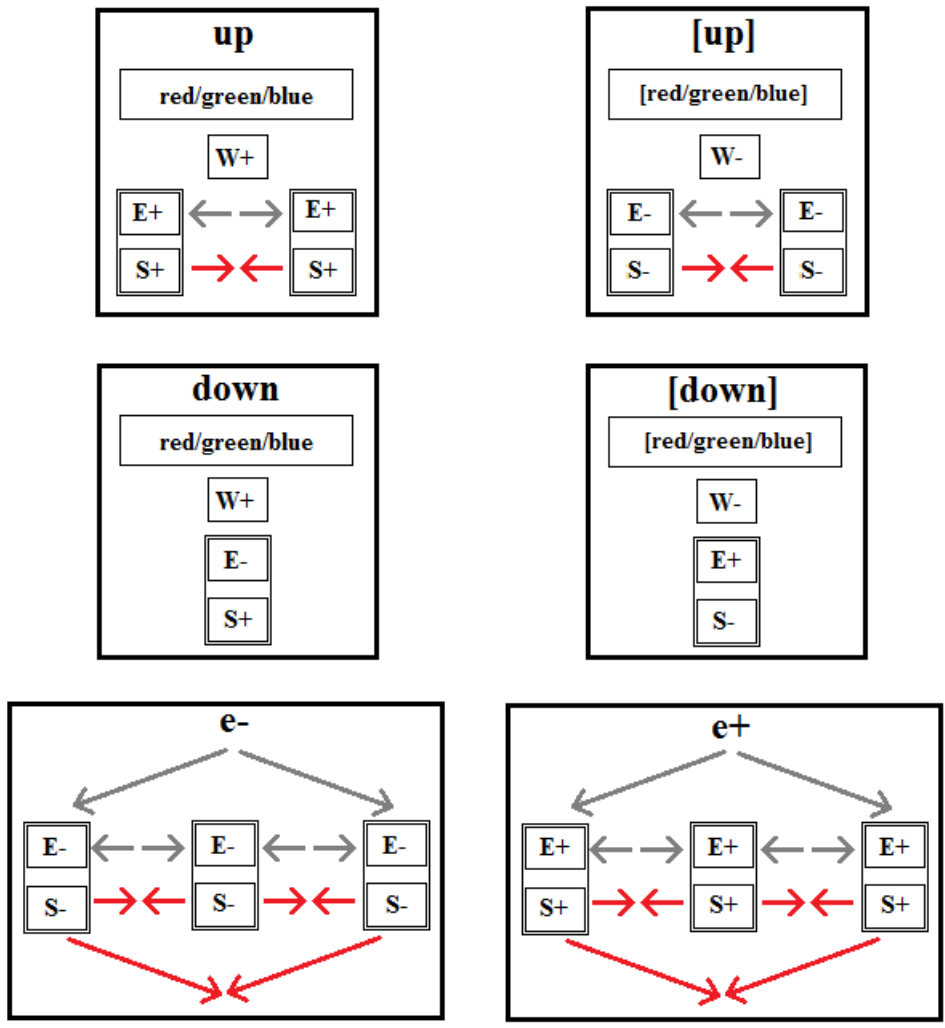 up
red/green/blue
W+
E+ E+
S+ S+
[up]
[red/green/blue]
W-
E- E-
S- S-
down
red/green/blue
W+
E-
S+
[down]
[red/green/blue]
W-
E+
S-
e-
E- E- E-
S- S- S-
e+
E+ E+ E+
S+ S+ S+